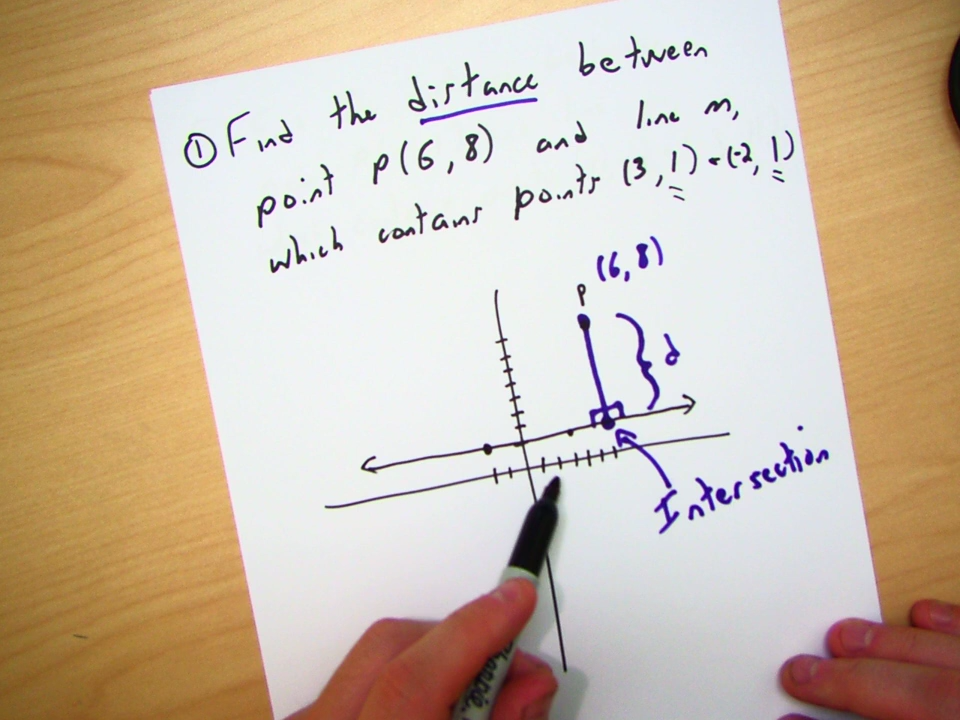 ① Find the distance between
point P(6,8) and line m,
which contains points (3,1) + (-2,1)
(6,8)
P
d
Intersection
Sharpie.